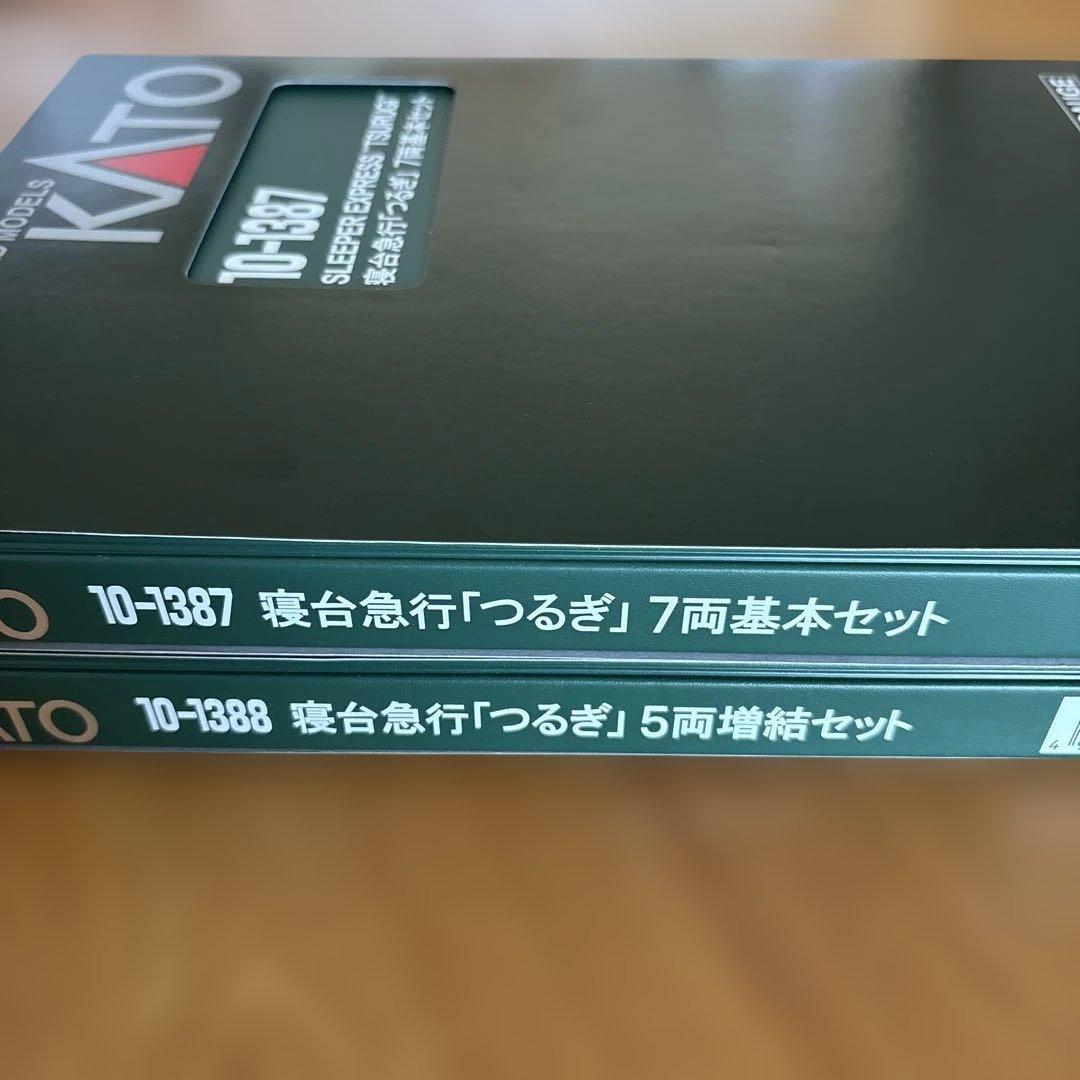 KATO
MODELS
10-1387
SLEEPER EXPRESS "TSURUGI"
寝台急行「つるぎ」 7両基本セット
10-1387 寝台急行「つるぎ」 7両基本セット
ATO 10-1388 寝台急行「つるぎ」 5両増結セット
4